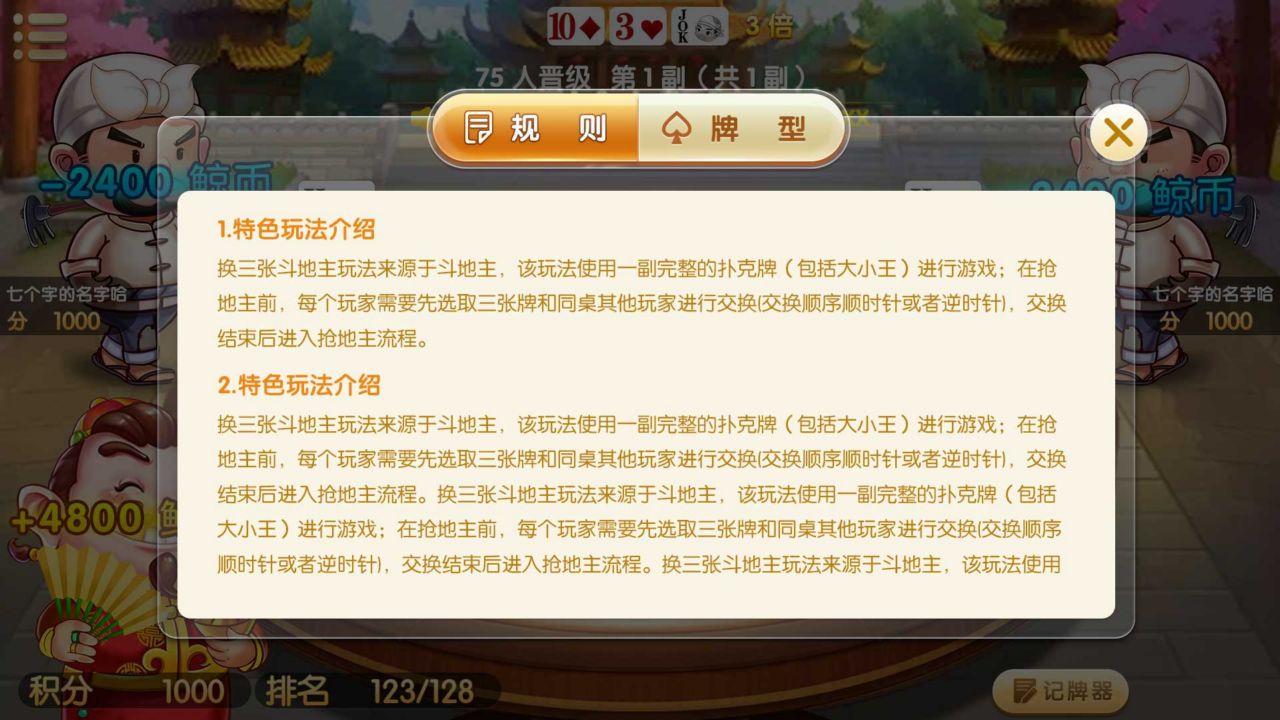 10 3 JOK 3倍
75人晋级 第1副（共1副）
规 则 牌 型
-2400 鲸币
2400 鲸币
1.特色玩法介绍
换三张斗地主玩法来源于斗地主，该玩法使用一副完整的扑克牌（包括大小王）进行游戏；在抢
地主前，每个玩家需要先选取三张牌和同桌其他玩家进行交换(交换顺序顺时针或者逆时针)，交换
结束后进入抢地主流程。
七个字的名字哈
分 1000
七个字的名字哈
分 1000
2.特色玩法介绍
换三张斗地主玩法来源于斗地主，该玩法使用一副完整的扑克牌（包括大小王）进行游戏；在抢
地主前，每个玩家需要先选取三张牌和同桌其他玩家进行交换(交换顺序顺时针或者逆时针)，交换
结束后进入抢地主流程。换三张斗地主玩法来源于斗地主，该玩法使用一副完整的扑克牌（包括
大小王）进行游戏；在抢地主前，每个玩家需要先选取三张牌和同桌其他玩家进行交换(交换顺序
顺时针或者逆时针)，交换结束后进入抢地主流程。换三张斗地主玩法来源于斗地主，该玩法使用
+4800
积分 1000 排名 123/128
记牌器